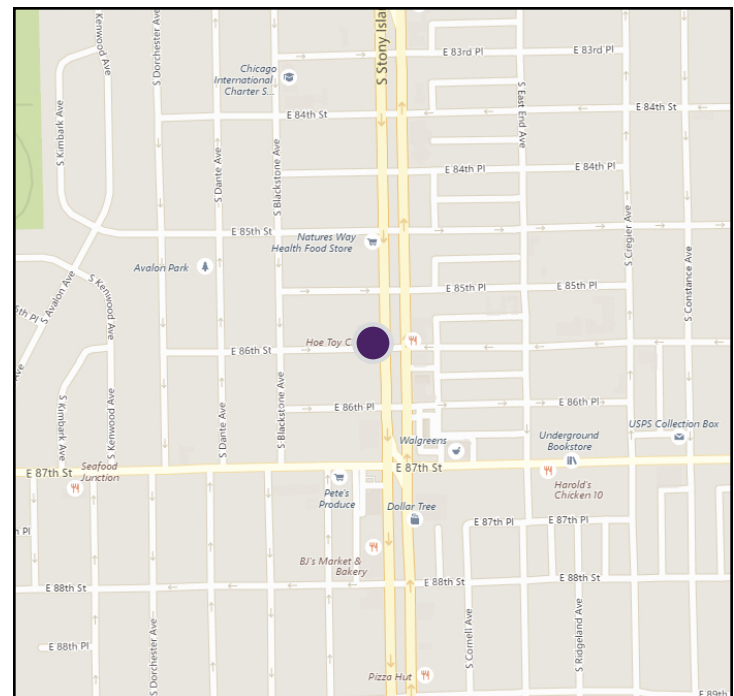 Kenwood Ave
S Dorchester Ave
S Stony Isla
E 83rd Pl
E 83rd Pl
Chicago
International
Charter S...
S Kimbark Ave
S East End Ave
E 84th St
E 84th St
S Dante Ave
S Blackstone Ave
E 84th Pl
E 84th Pl
E 85th St
Natures Way
Health Food Store
S Cregier Ave
S Constance Ave
Avalon Park
S Avalon Ave
S Kenwood Ave
E 85th Pl
E 85th Pl
Hoe Toy C
E 86th St
S Kimbark Ave
S Kenwood Ave
S Dante Ave
S Blackstone Ave
E 86th Pl
E 86th Pl
USPS Collection Box
Walgreens
Underground
Bookstore
E 87th St
E 87th St
Seafood
Junction
Pete's
Produce
Harold's
Chicken 10
Dollar Tree
E 87th Pl
E 87th Pl
BJ's Market &
Bakery
E 88th St
E 88th St
S Dorchester Ave
S Cornell Ave
S Ridgeland Ave
E 88th Pl
Pizza Hut
E 89th